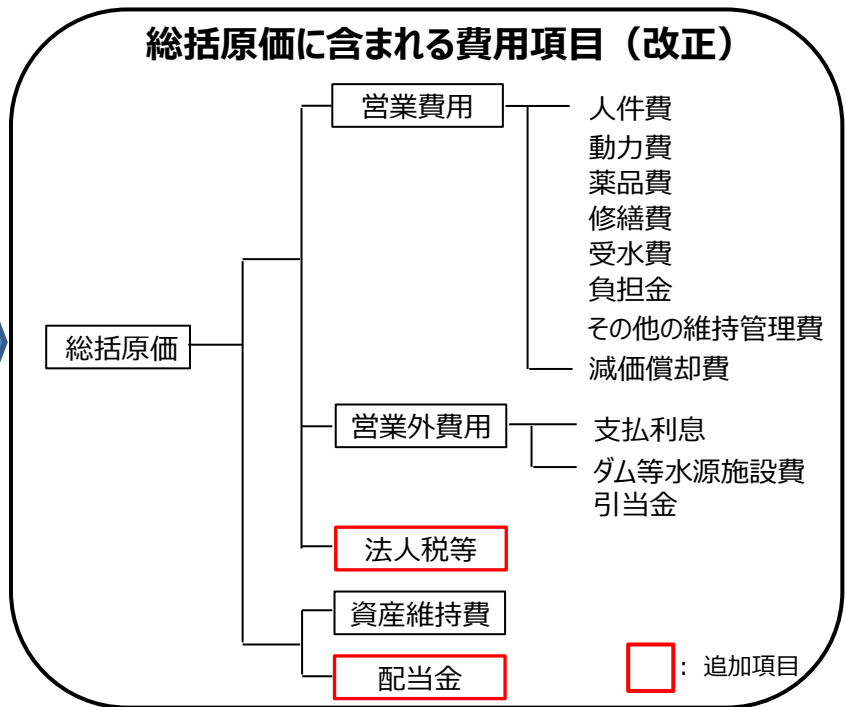 総括原価に含まれる費用項目（改正）
総括原価
営業費用
人件費
動力費
薬品費
修繕費
受水費
負担金
その他の維持管理費
減価償却費
営業外費用
支払利息
ダム等水源施設費
引当金
法人税等
資産維持費
配当金
：追加項目